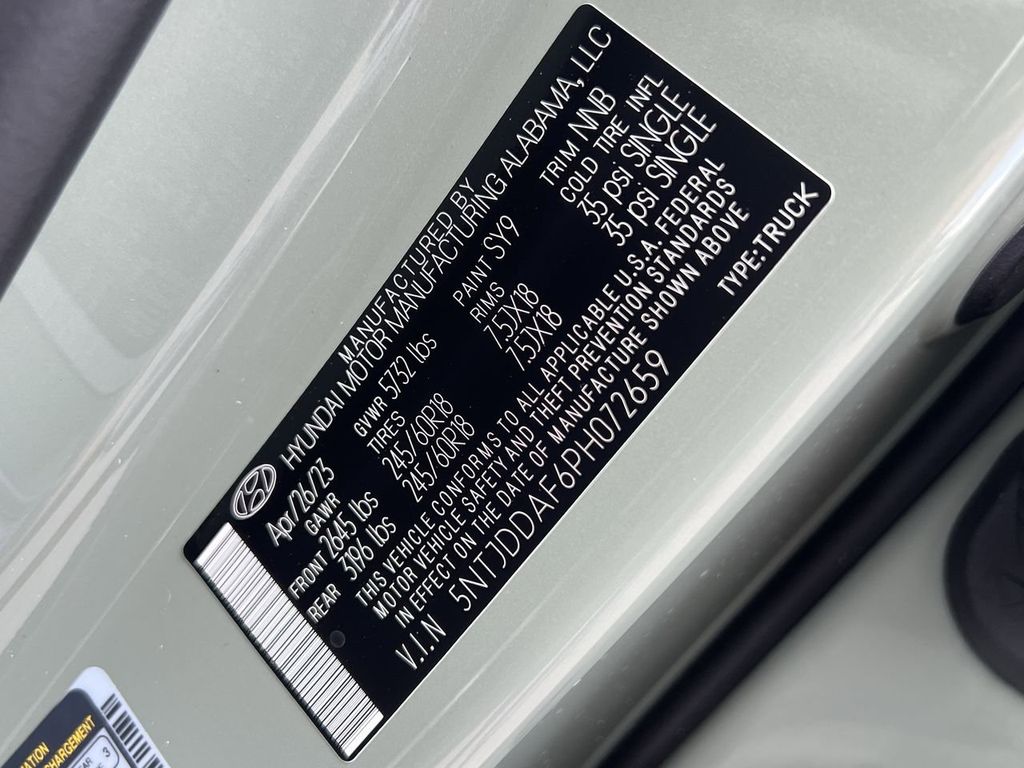 MANUFACTURED BY
HYUNDAI MOTOR MANUFACTURING ALABAMA, LLC
Apr/26/23 GVWR 5732 lbs PAINT SY9 TRIM NNB
GAWR TIRES RIMS COLD TIRE INFL
FRONT 2645 lbs 245/60R18 7.5JX18 35 psi SINGLE
REAR 3196 lbs 245/60R18 7.5JX18 35 psi SINGLE
THIS VEHICLE CONFORMS TO ALL APPLICABLE U.S.A. FEDERAL
MOTOR VEHICLE SAFETY AND THEFT PREVENTION STANDARDS
IN EFFECT ON THE DATE OF MANUFACTURE SHOWN ABOVE
V.I.N 5NTJDDAF6PH072659 TYPE:TRUCK
3